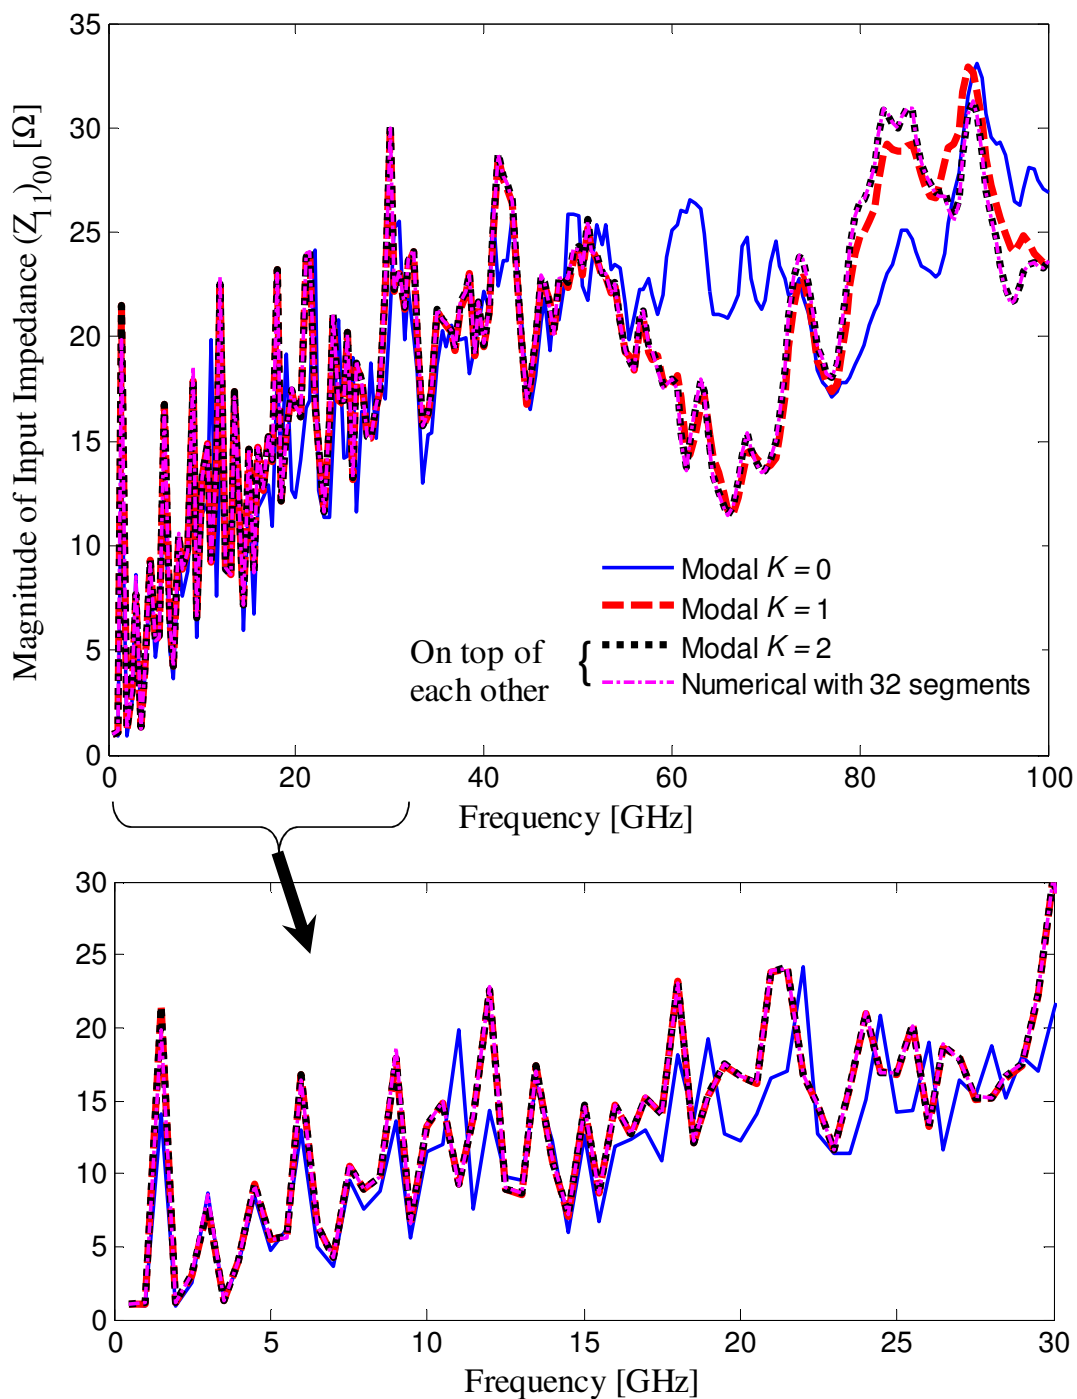 Magnitude of Input Impedance (Z11)00 [Ω]
35
30
25
20
15
10
5
0
Modal K = 0
Modal K = 1
On top of each other
{
Modal K = 2
Numerical with 32 segments
0 20 40 60 80 100
Frequency [GHz]
30
25
20
15
10
5
0
0 5 10 15 20 25 30
Frequency [GHz]